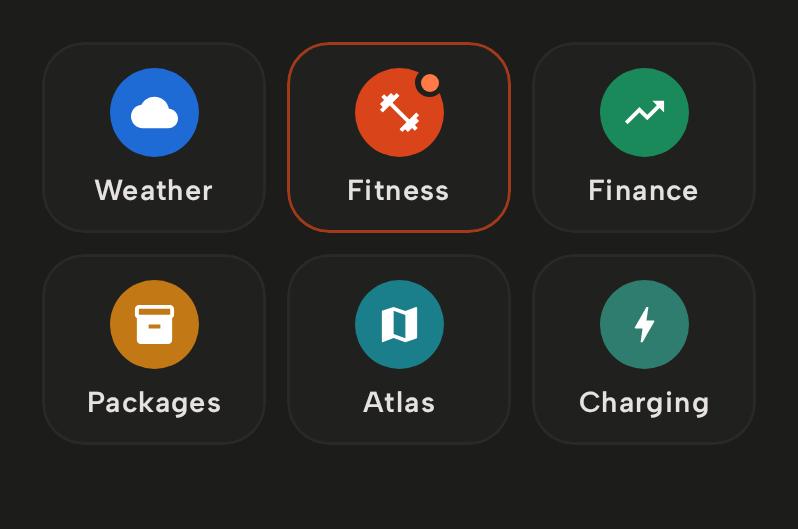 Weather
Fitness
Finance
Packages
Atlas
Charging